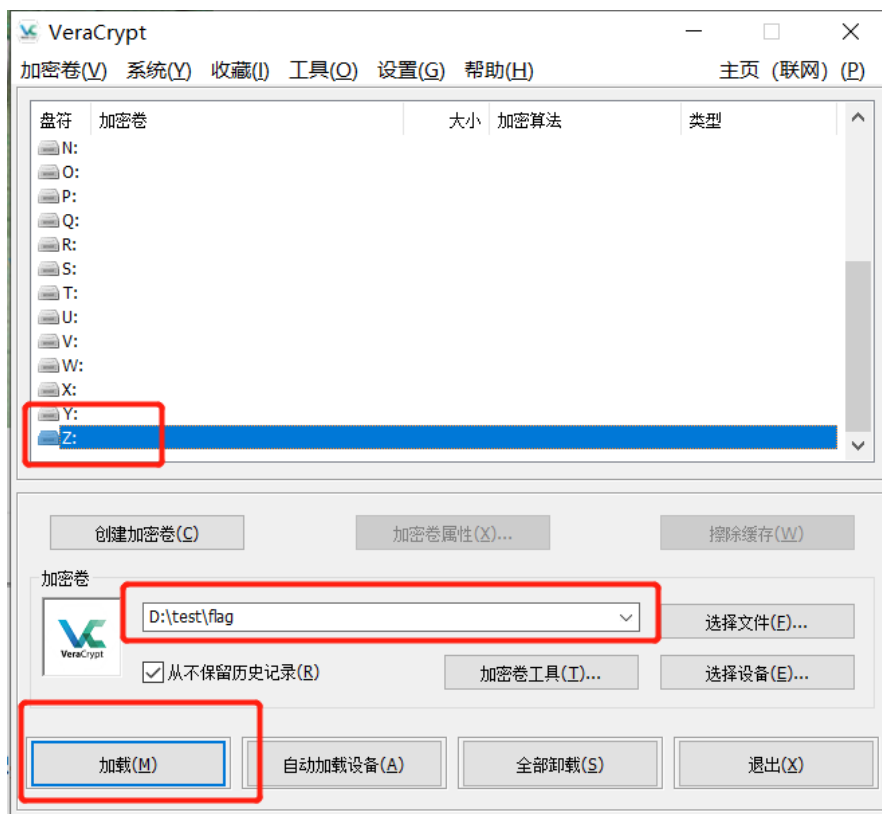 VeraCrypt
加密卷(V) 系统(Y) 收藏(I) 工具(O) 设置(G) 帮助(H) 主页 (联网) (P)
盘符 加密卷 大小 加密算法 类型
N:
O:
P:
Q:
R:
S:
T:
U:
V:
W:
X:
Y:
Z:
创建加密卷(C) 加密卷属性(X)... 擦除缓存(W)
加密卷
D:\test\flag 选择文件(F)...
VeraCrypt
从不保留历史记录(R) 加密卷工具(T)... 选择设备(E)...
加载(M) 自动加载设备(A) 全部卸载(S) 退出(X)